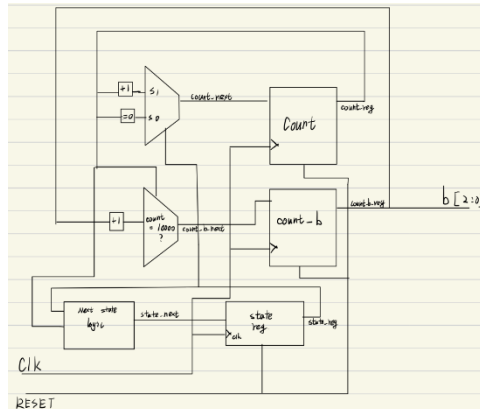 +1
s1
=0
s0
count_next
Count
count_reg
+1
count
= 10000
?
count_b_next
count_b
count_b_reg
b[2:0]
Next state
logic
state_next
state
reg
clk
state_reg
Clk
RESET